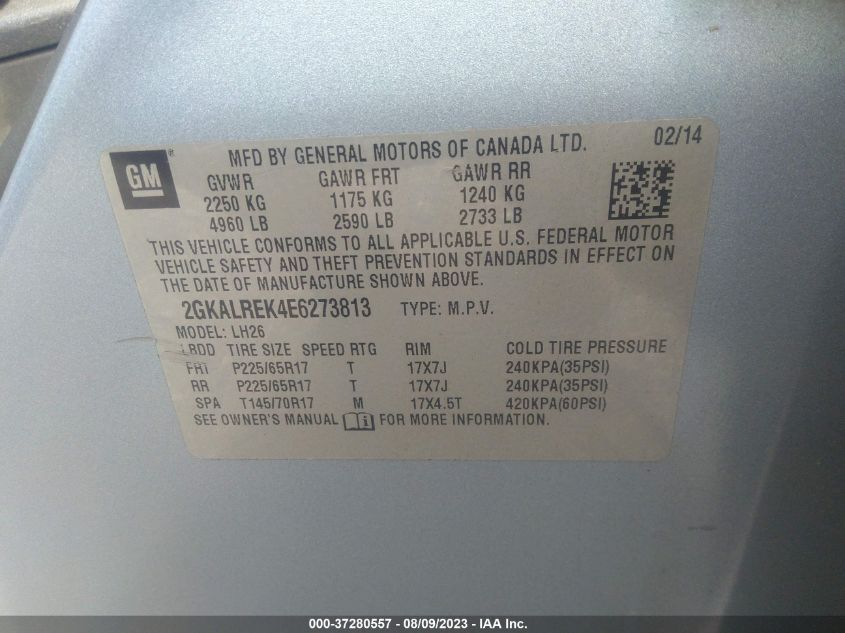 GM ®
MFD BY GENERAL MOTORS OF CANADA LTD. 02/14
GVWR GAWR FRT GAWR RR
2250 KG 1175 KG 1240 KG
4960 LB 2590 LB 2733 LB
THIS VEHICLE CONFORMS TO ALL APPLICABLE U.S. FEDERAL MOTOR
VEHICLE SAFETY AND THEFT PREVENTION STANDARDS IN EFFECT ON
THE DATE OF MANUFACTURE SHOWN ABOVE.
2GKALREK4E6273813 TYPE: M.P.V.
MODEL: LH26
LBDD TIRE SIZE SPEED RTG RIM COLD TIRE PRESSURE
FRT P225/65R17 T 17X7J 240KPA(35PSI)
RR P225/65R17 T 17X7J 240KPA(35PSI)
SPA T145/70R17 M 17X4.5T 420KPA(60PSI)
SEE OWNER'S MANUAL FOR MORE INFORMATION.
000-37280557 - 08/09/2023 - IAA Inc.